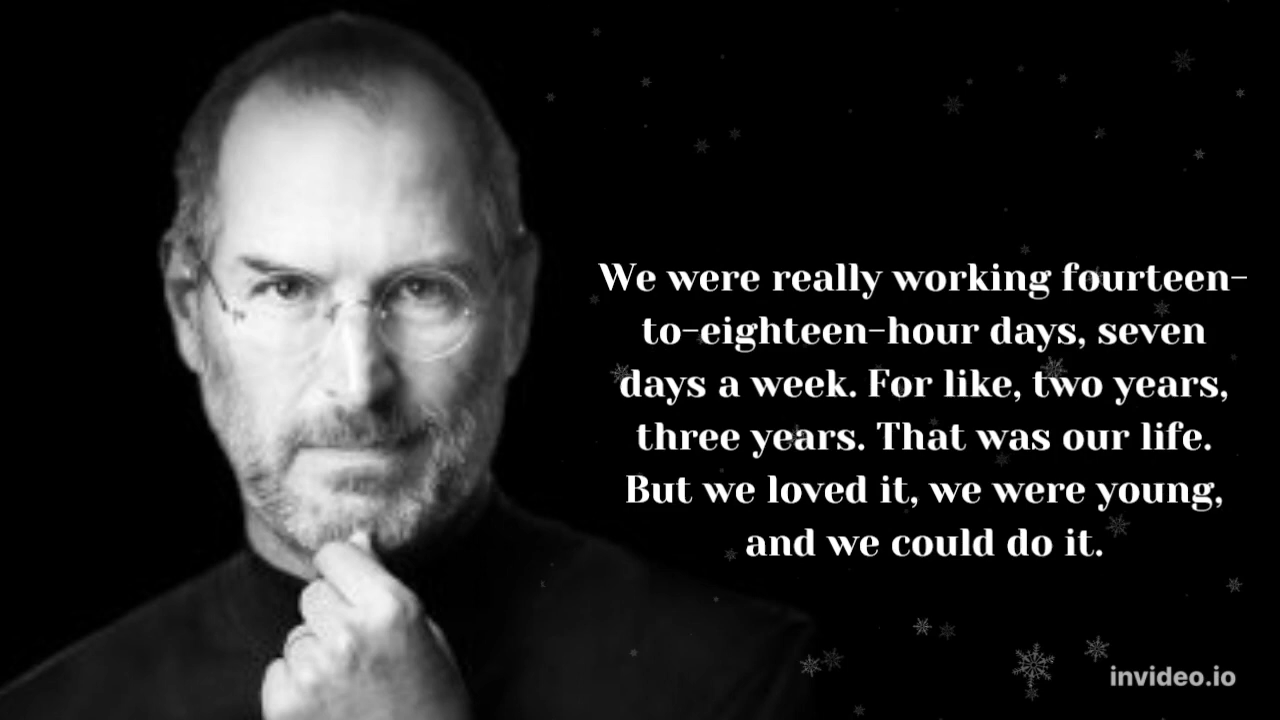 We were really working fourteen-
to-eighteen-hour days, seven
days a week. For like, two years,
three years. That was our life.
But we loved it, we were young,
and we could do it.
invideo.io